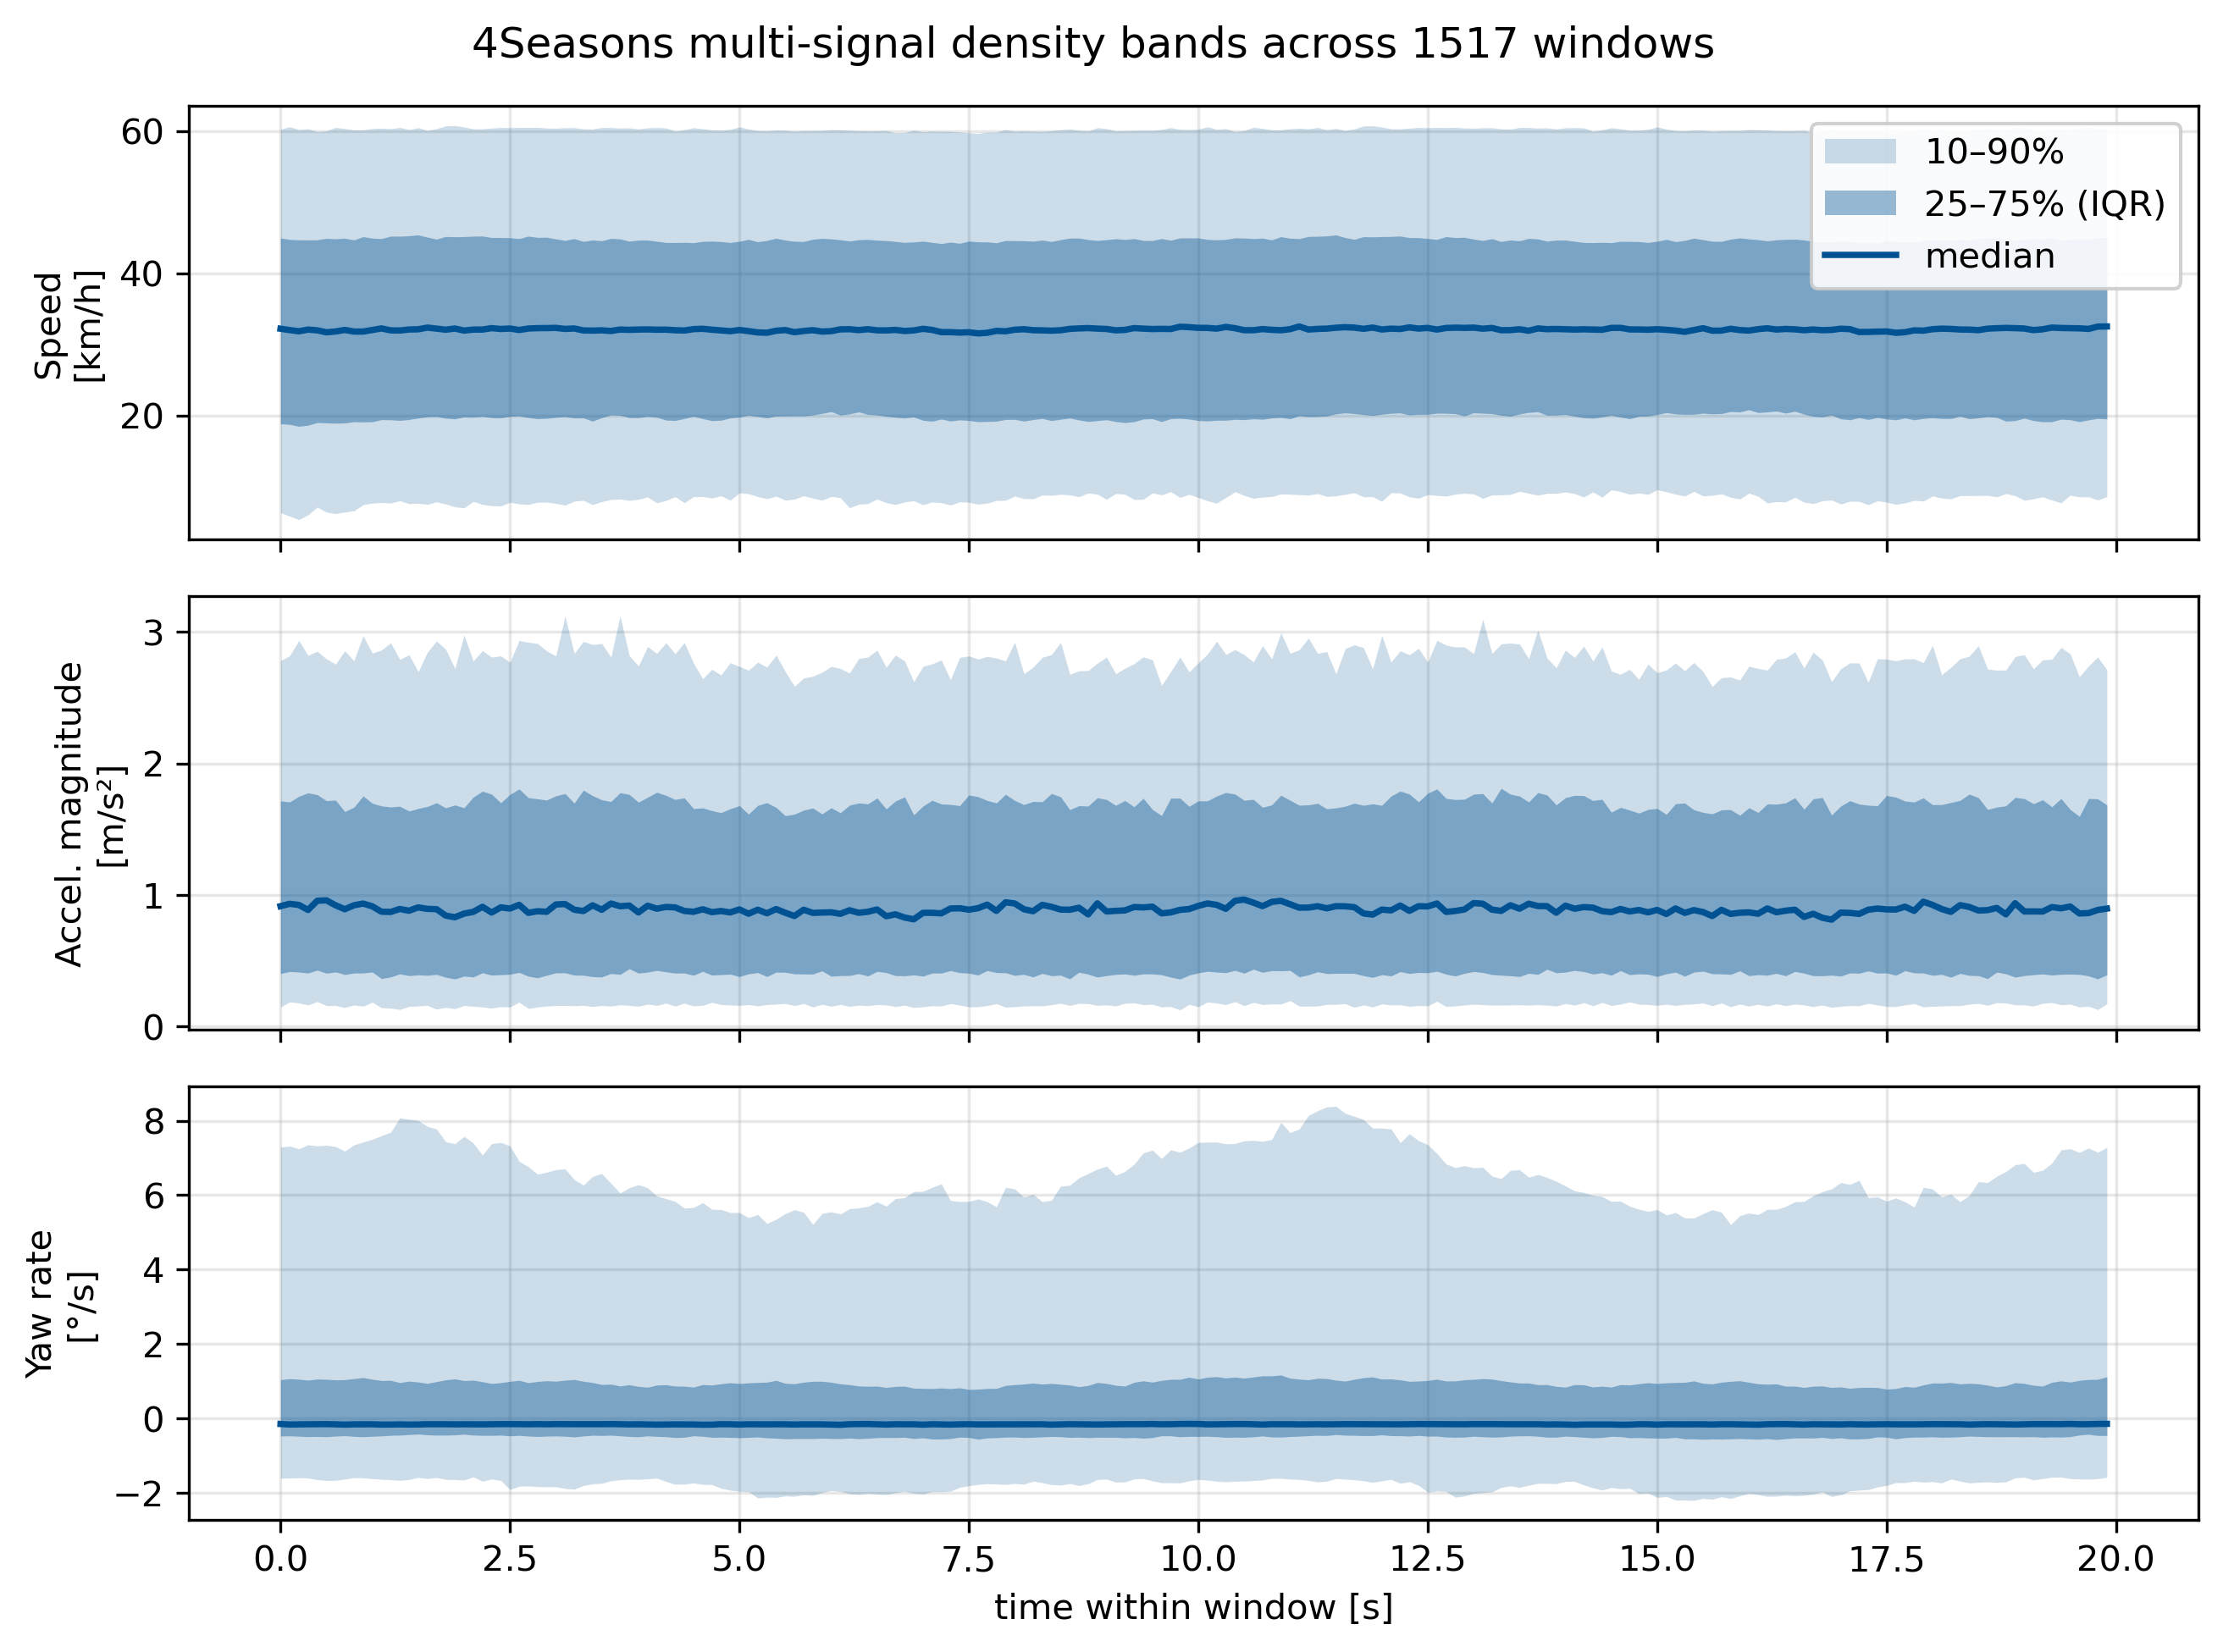 4Seasons multi-signal density bands across 1517 windows
60
40
20
Speed
[km/h]
10–90%
25–75% (IQR)
median
3
2
1
0
Accel. magnitude
[m/s²]
8
6
4
2
0
−2
Yaw rate
[°/s]
0.0 2.5 5.0 7.5 10.0 12.5 15.0 17.5 20.0
time within window [s]